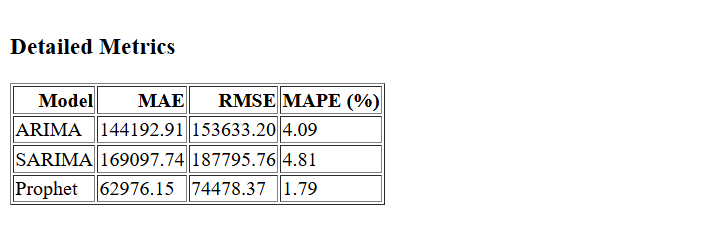 Detailed Metrics
Model MAE RMSE MAPE (%)
ARIMA 144192.91 153633.20 4.09
SARIMA 169097.74 187795.76 4.81
Prophet 62976.15 74478.37 1.79